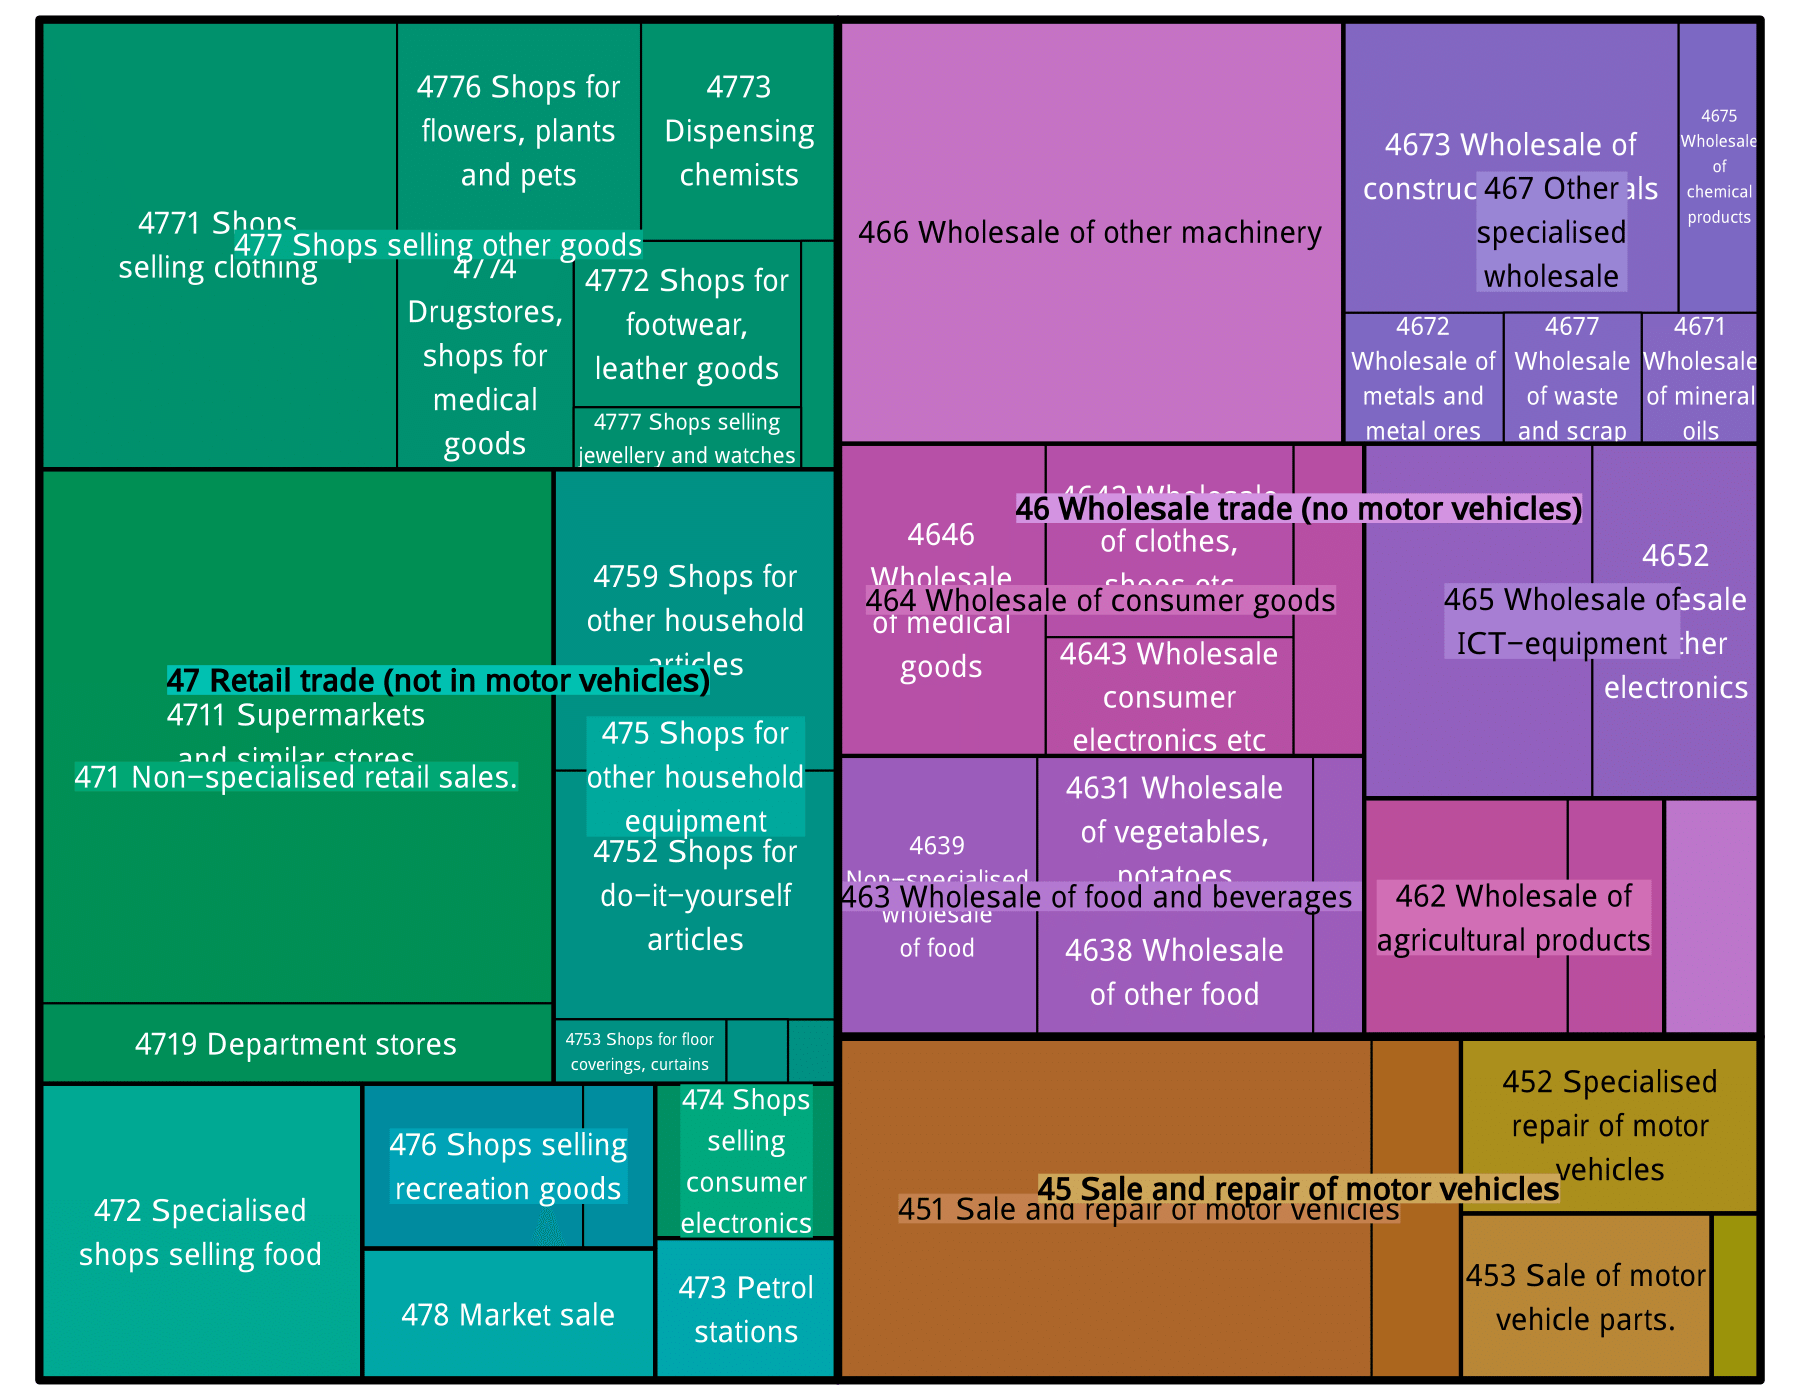 4771 Shops
selling clothing
4776 Shops for
flowers, plants
and pets
4773
Dispensing
chemists
477 Shops selling other goods
4774
Drugstores,
shops for
medical
goods
4772 Shops for
footwear,
leather goods
4777 Shops selling
jewellery and watches
47 Retail trade (not in motor vehicles)
4711 Supermarkets
and similar stores
471 Non-specialised retail sales.
4719 Department stores
4759 Shops for
other household
articles
475 Shops for
other household
equipment
4752 Shops for
do-it-yourself
articles
4753 Shops for floor
coverings, curtains
472 Specialised
shops selling food
476 Shops selling
recreation goods
478 Market sale
474 Shops
selling
consumer
electronics
473 Petrol
stations
466 Wholesale of other machinery
4673 Wholesale of
467 Other
specialised
wholesale
4675
Wholesale
of
chemical
products
4672
Wholesale of
metals and
metal ores
4677
Wholesale
of waste
and scrap
4671
Wholesale
of mineral
oils
46 Wholesale trade (no motor vehicles)
4646
Wholesale
of medical
goods
4642 Wholesale
of clothes,
shoes etc
464 Wholesale of consumer goods
4643 Wholesale
consumer
electronics etc
465 Wholesale of
ICT-equipment
4652
electronics
4639
Non-specialised
wholesale
of food
4631 Wholesale
of vegetables,
potatoes
463 Wholesale of food and beverages
4638 Wholesale
of other food
462 Wholesale of
agricultural products
45 Sale and repair of motor vehicles
451 Sale and repair of motor vehicles
452 Specialised
repair of motor
vehicles
453 Sale of motor
vehicle parts.